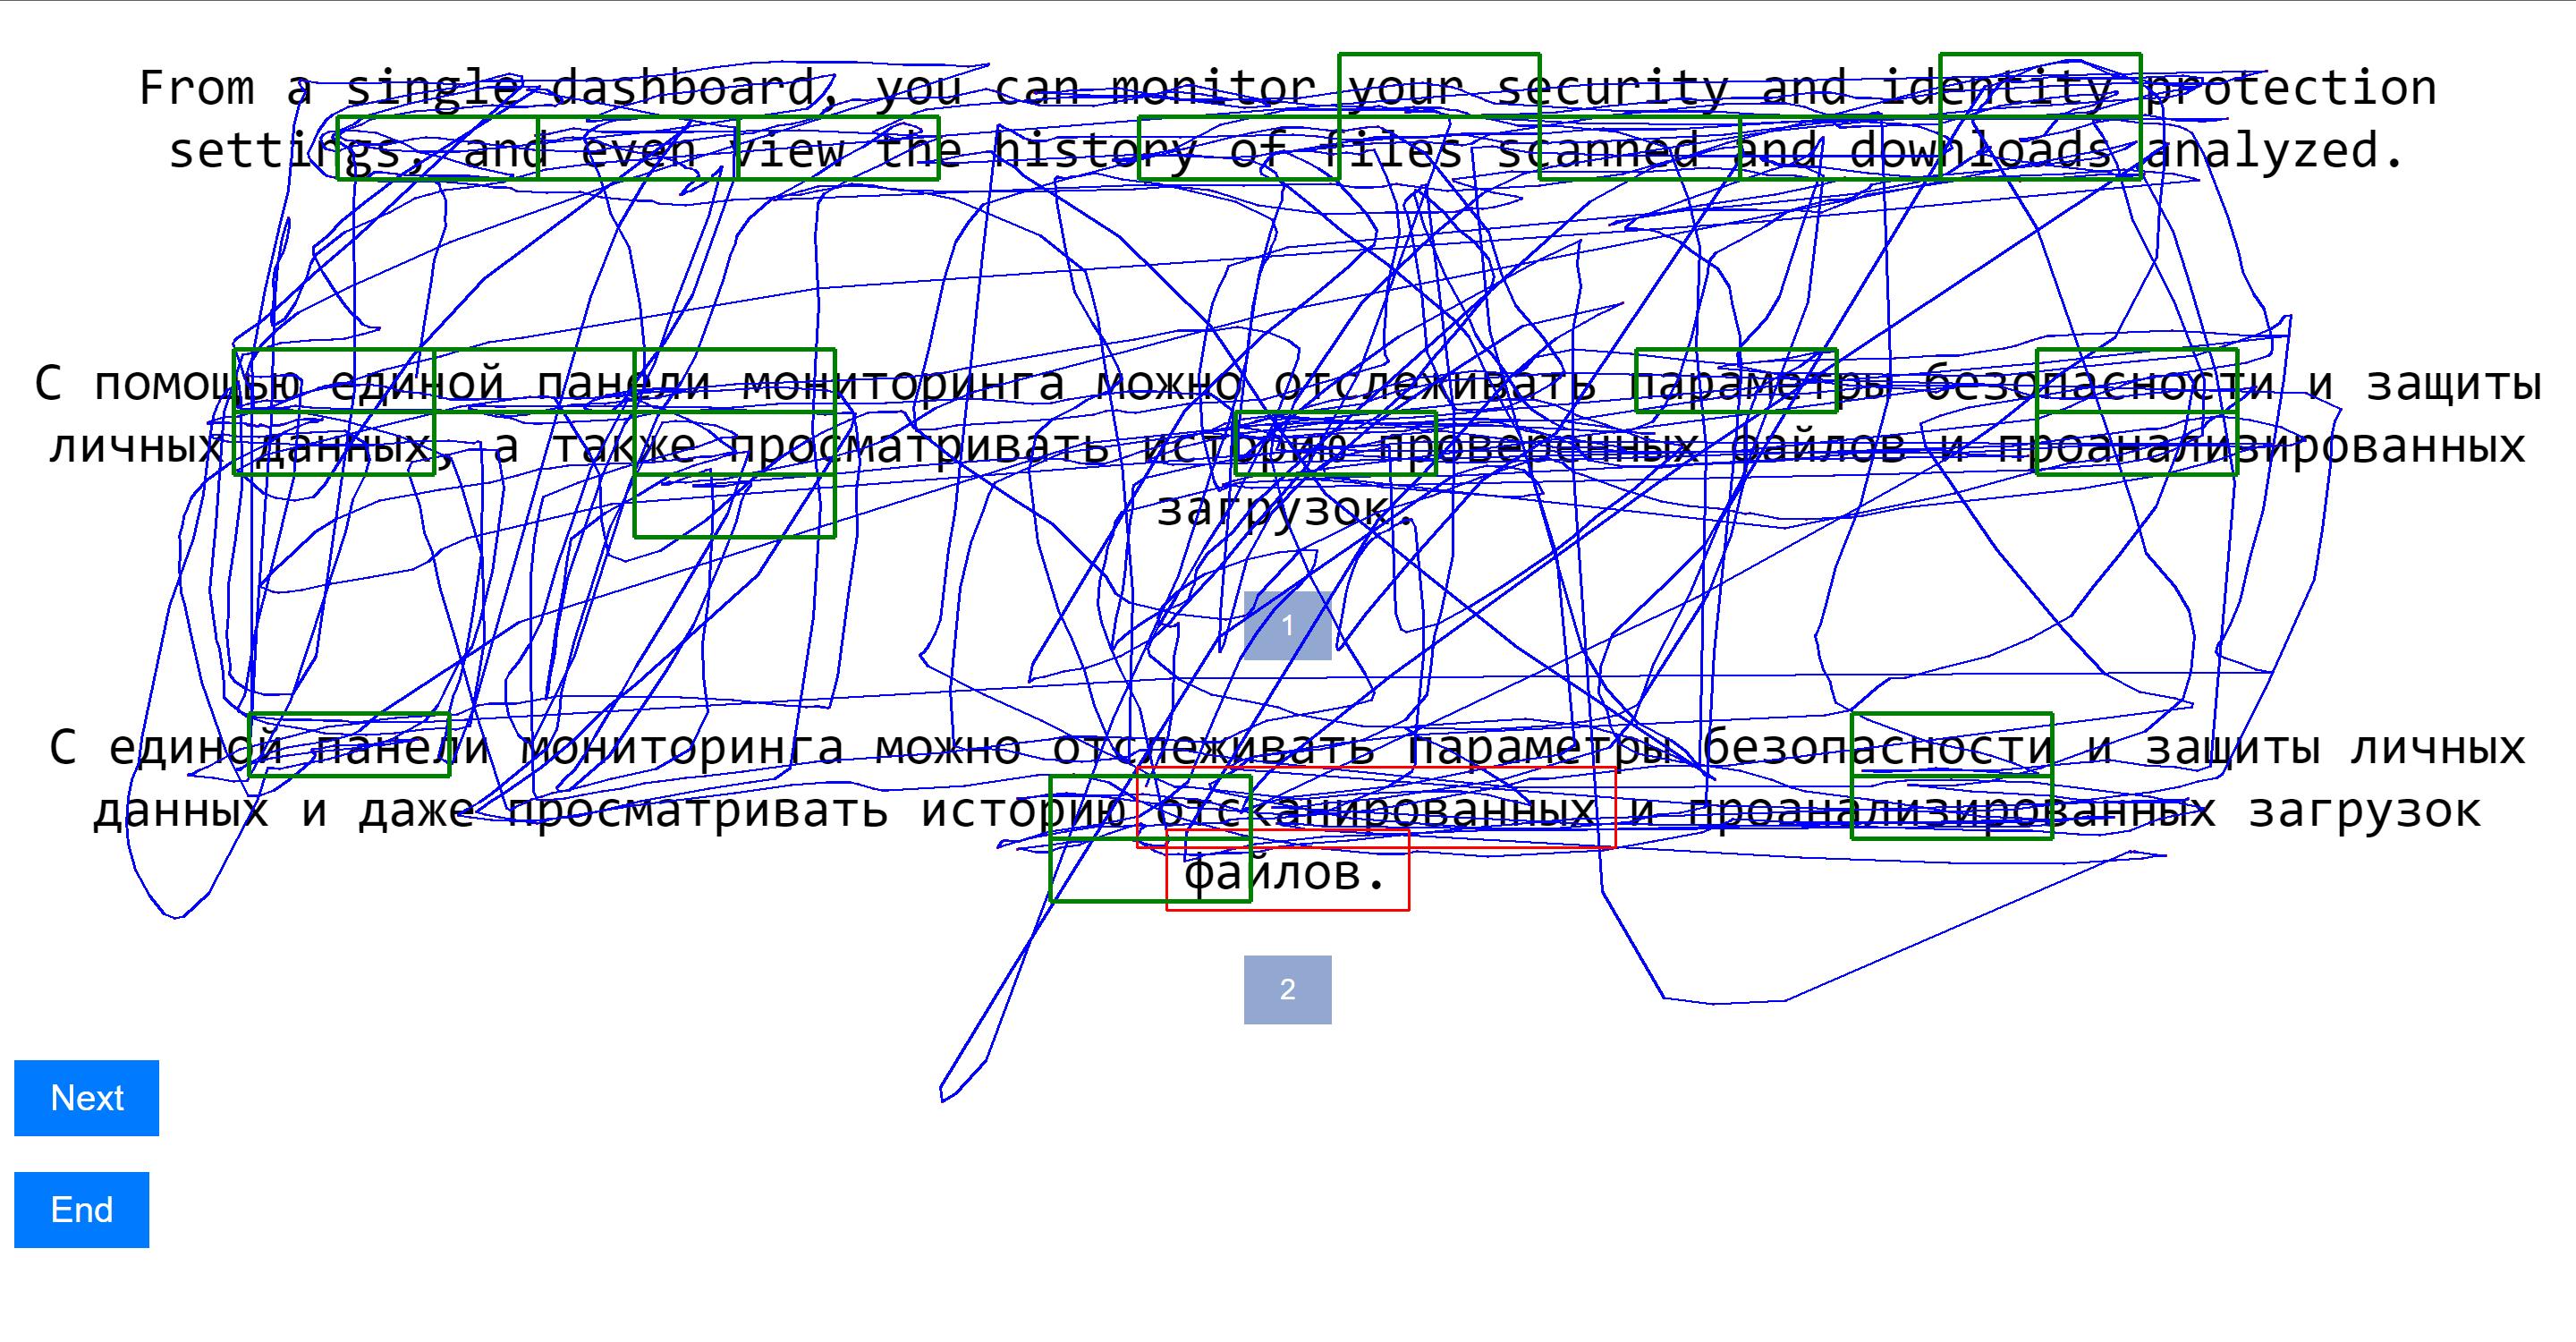 From a single dashboard, you can monitor your security and identity protection
settings, and even view the history of files scanned and downloads analyzed.
С помощью единой панели мониторинга можно отслеживать параметры безопасности и защиты
личных данных, а также просматривать историю проверенных файлов и проанализированных
загрузок.
1
С единой панели мониторинга можно отслеживать параметры безопасности и защиты личных
данных и даже просматривать историю отсканированных и проанализированных загрузок
файлов.
2
Next
End